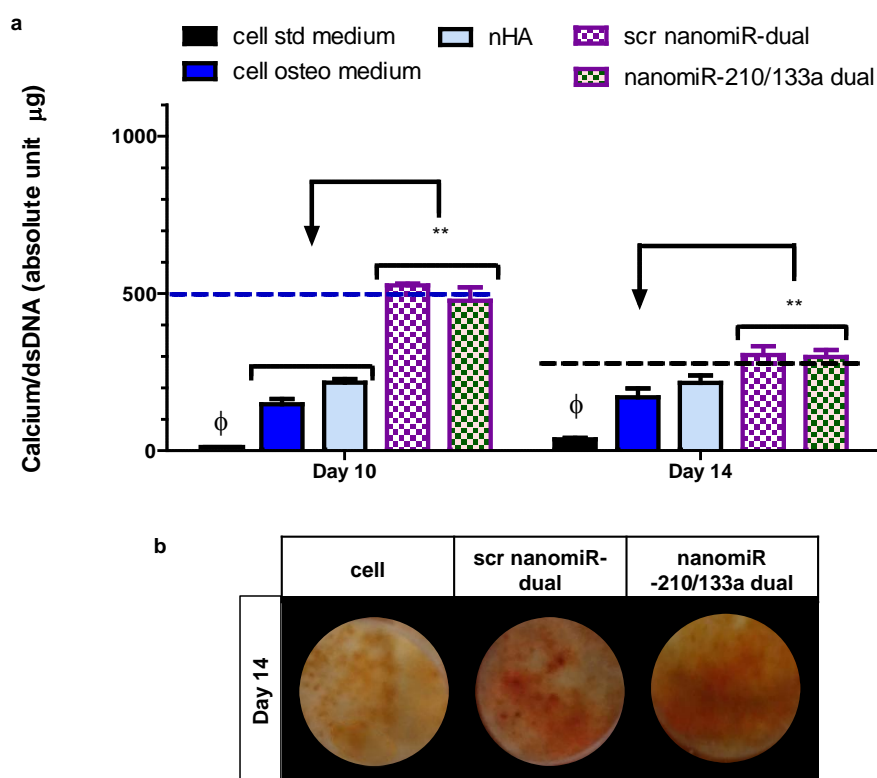 a
cell std medium
nHA
scr nanomiR-dual
cell osteo medium
nanomiR-210/133a dual
Calcium/dsDNA (absolute unit μg)
1000
500
0
**
**
ϕ
ϕ
Day 10
Day 14
b
cell
scr nanomiR-
dual
nanomiR
-210/133a dual
Day 14